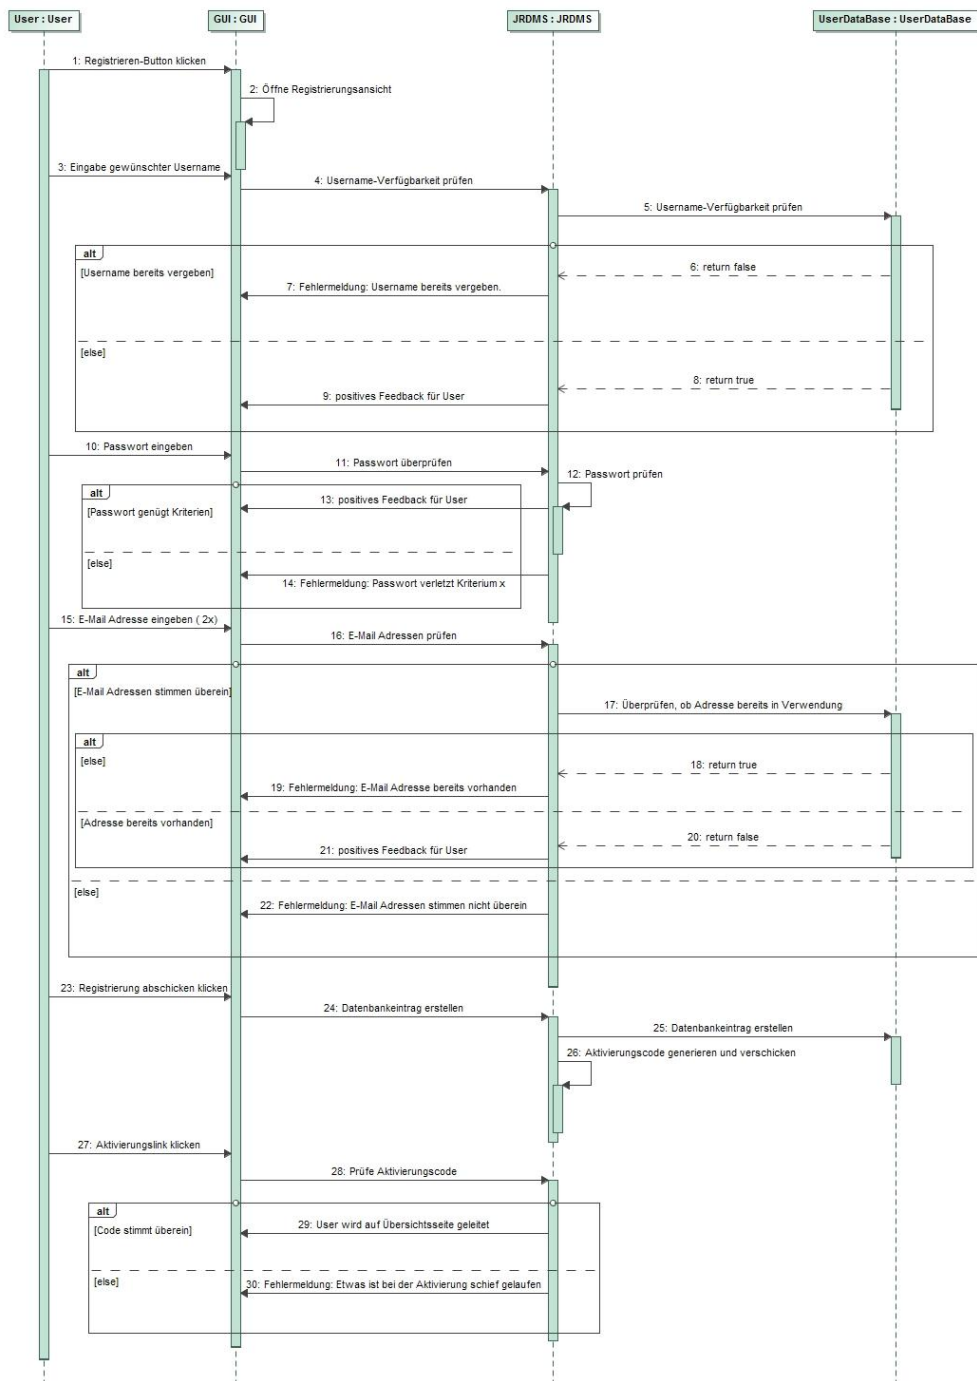 User : User
GUI : GUI
JRDMS : JRDMS
UserDataBase : UserDataBase
1: Registrieren-Button klicken
2: Öffne Registrierungsansicht
3: Eingabe gewünschter Username
4: Username-Verfügbarkeit prüfen
5: Username-Verfügbarkeit prüfen
alt
[Username bereits vergeben]
6: return false
7: Fehlermeldung: Username bereits vergeben.
[else]
8: return true
9: positives Feedback für User
10: Passwort eingeben
11: Passwort überprüfen
12: Passwort prüfen
alt
13: positives Feedback für User
[Passwort genügt Kriterien]
[else]
14: Fehlermeldung: Passwort verletzt Kriterium x
15: E-Mail Adresse eingeben ( 2x)
16: E-Mail Adressen prüfen
alt
[E-Mail Adressen stimmen überein]
17: Überprüfen, ob Adresse bereits in Verwendung
alt
[else]
18: return true
19: Fehlermeldung: E-Mail Adresse bereits vorhanden
[Adresse bereits vorhanden]
20: return false
21: positives Feedback für User
[else]
22: Fehlermeldung: E-Mail Adressen stimmen nicht überein
23: Registrierung abschicken klicken
24: Datenbankeintrag erstellen
25: Datenbankeintrag erstellen
26: Aktivierungscode generieren und verschicken
27: Aktivierungslink klicken
28: Prüfe Aktivierungscode
alt
29: User wird auf Übersichtsseite geleitet
[Code stimmt überein]
[else]
30: Fehlermeldung: Etwas ist bei der Aktivierung schief gelaufen